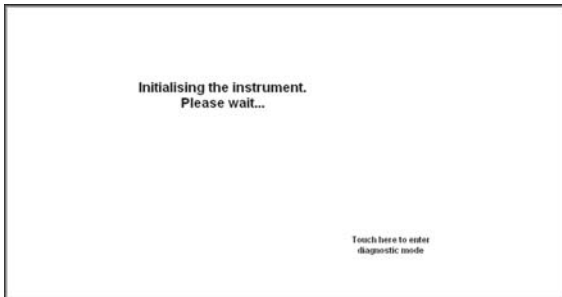 Initialising the instrument.
Please wait...
Touch here to enter
diagnostic mode